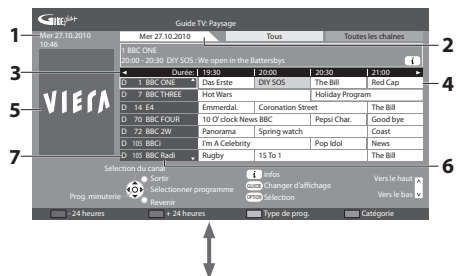 GUIDE Plus+
Guide
TV: Paysage
1
Mer 27.10.2010
10:46
Mer 27.10.2010
Tous
Toutes les chaînes
2
1 BBC ONE
20:00 - 20:30 DIY SOS : We open in the Battersbys
i
3
Durée: 19:30 20:00 20:30 21:00
4
D 1 BBC ONE Das Erste DIY SOS The Bill Red Cap
D 7 BBC THREE Hot Wars Holiday Program
5
VIERA
D 14 E4 Emmerdal. Coronation Street The Bill
D 70 BBC FOUR 10 O'clock News BBC Pepsi Char. Good bye
D 72 BBC 2W Panorama Spring watch Coast
D 105 BBCi I'm A Celebrity Pop Idol News
7
D 105 BBC Radi Rugby 15 To 1 The Bill
6
Sélection du canal
Sortir
Sélectionner programme
Prog. minuterie
Revenir
i infos
GUIDE Changer d'affichage
OPTION Sélection
Vers le haut
Vers le bas
- 24 heures
+ 24 heures
Type de prog.
Catégorie